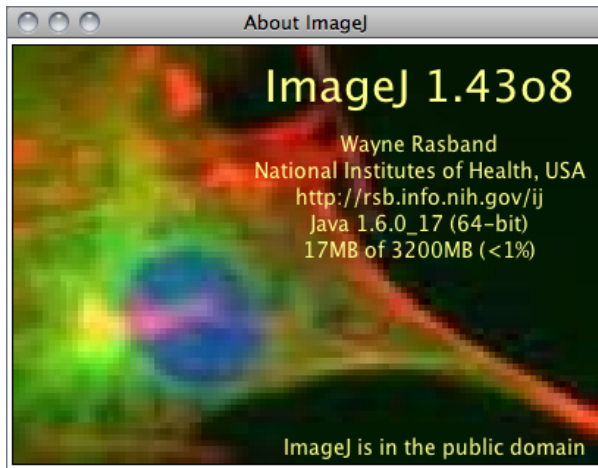 About ImageJ
ImageJ 1.43o8
Wayne Rasband
National Institutes of Health, USA
http://rsb.info.nih.gov/ij
Java 1.6.0_17 (64-bit)
17MB of 3200MB (<1%)
ImageJ is in the public domain